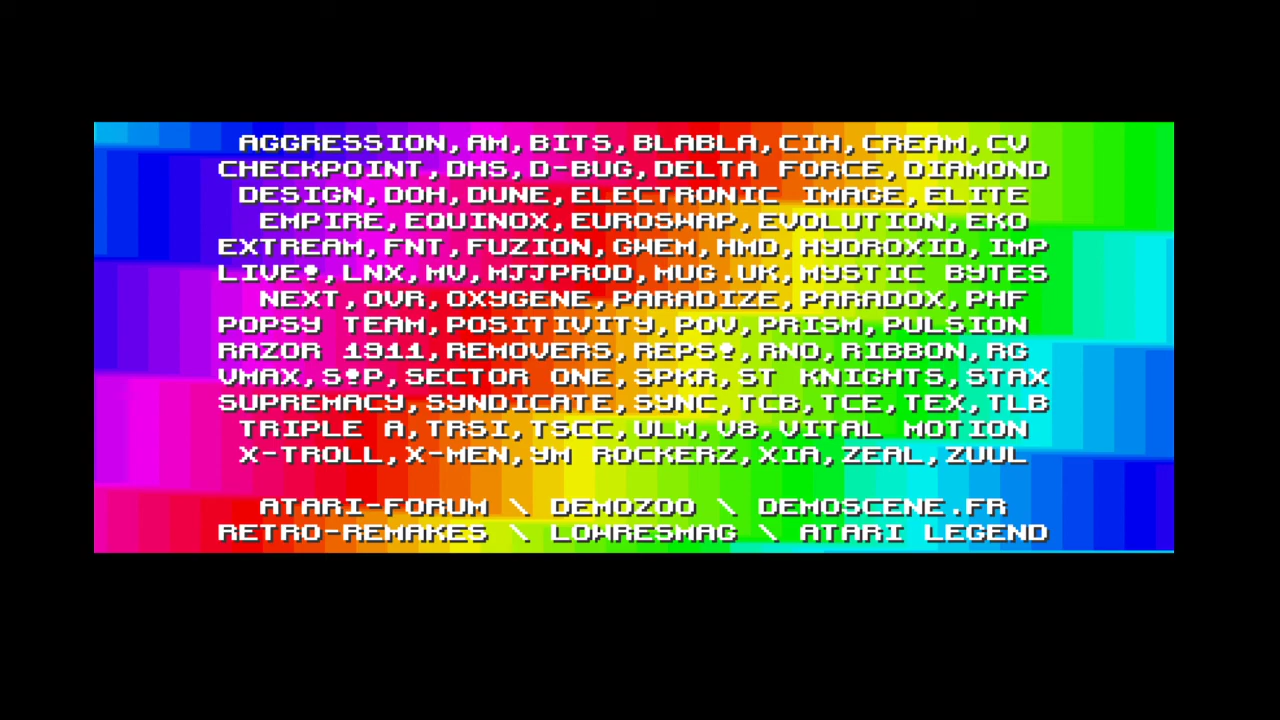 AGGRESSION,AM,BITS,BLABLA,CIH,CREAM,CV
CHECKPOINT,DHS,D-BUG,DELTA FORCE,DIAMOND
DESIGN,DOH,DUNE,ELECTRONIC IMAGE,ELITE
EMPIRE,EQUINOX,EUROSWAP,EVOLUTION,EKO
EXTREAM,FNT,FUZION,GWEM,HMD,HYDROXID,IMP
LIVE!,LNX,MV,MJJPROD,MUG.UK,MYSTIC BYTES
NEXT,OVR,OXYGENE,PARADIZE,PARADOX,PHF
POPSY TEAM,POSITIVITY,POV,PRISM,PULSION
RAZOR 1911,REMOVERS,REPS!,RNO,RIBBON,RG
VMAX,S!P,SECTOR ONE,SPKR,ST KNIGHTS,STAX
SUPREMACY,SYNDICATE,SYNC,TCB,TCE,TEX,TLB
TRIPLE A,TRSI,TSCC,ULM,V8,VITAL MOTION
X-TROLL,X-MEN,YM ROCKERZ,XIA,ZEAL,ZUUL
ATARI-FORUM \ DEMOZOO \ DEMOSCENE.FR
RETRO-REMAKES \ LOWRESMAG \ ATARI LEGEND